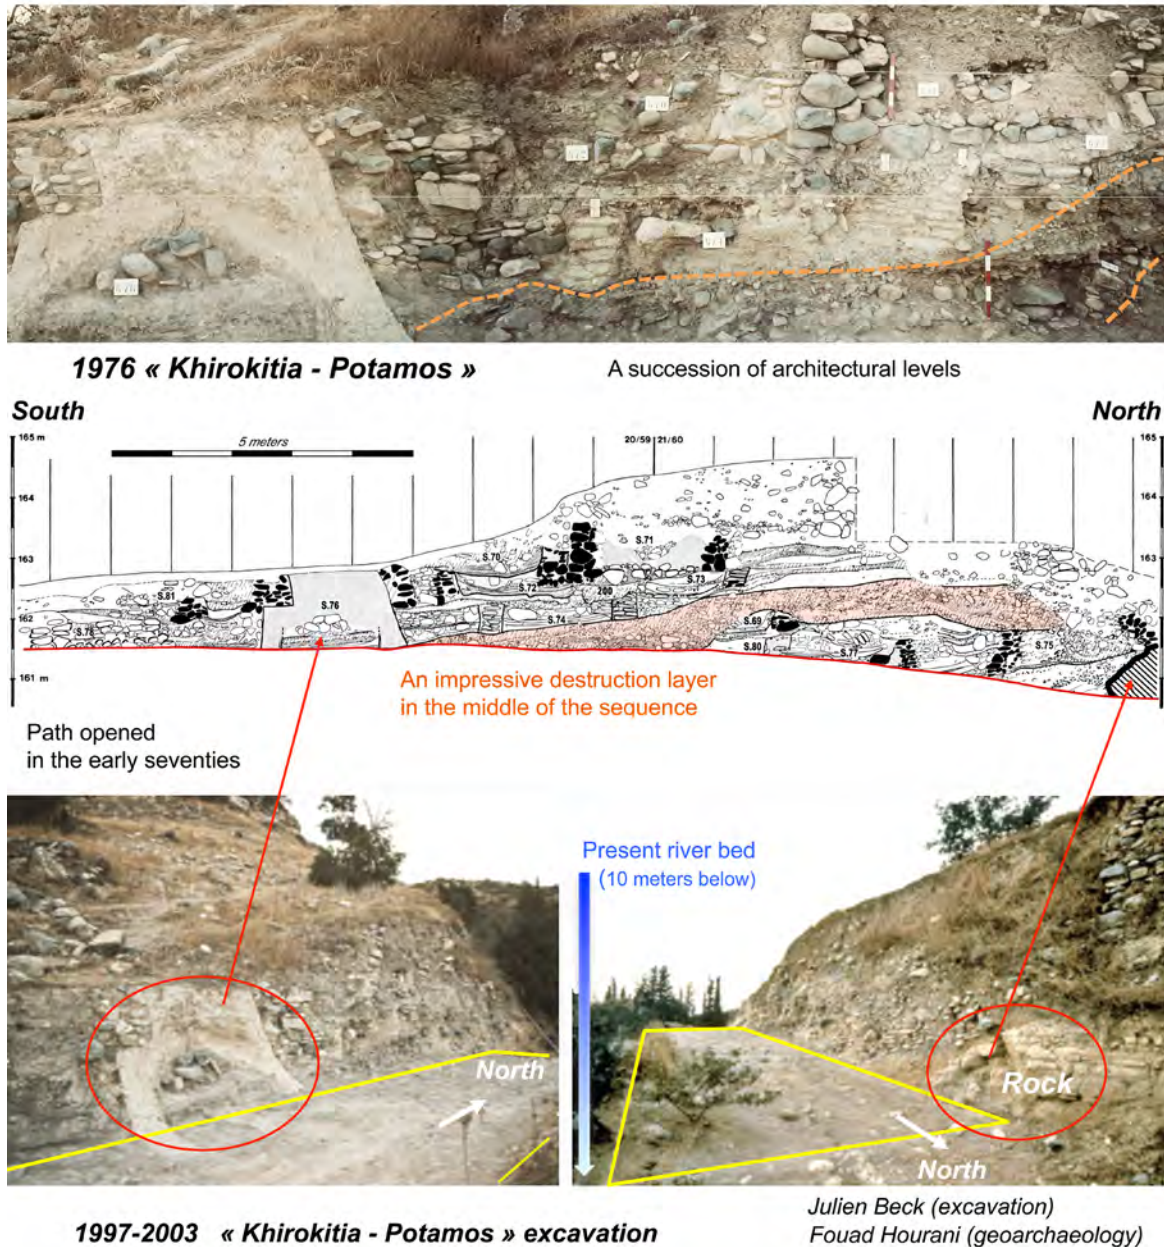 1976 « Khirokitia - Potamos »
A succession of architectural levels
South
North
165 m
5 meters
20/59
21/60
165 m
164
164
163
163
162
162
161 m
161 m
S.71
S.70
S.72
S.73
200
S.81
S.76
S.74
S.69
S.78
S.80
S.77
S.75
An impressive destruction layer
in the middle of the sequence
Path opened
in the early seventies
Present river bed
(10 meters below)
North
Rock
North
1997-2003 « Khirokitia - Potamos » excavation
Julien Beck (excavation)
Fouad Hourani (geoarchaeology)